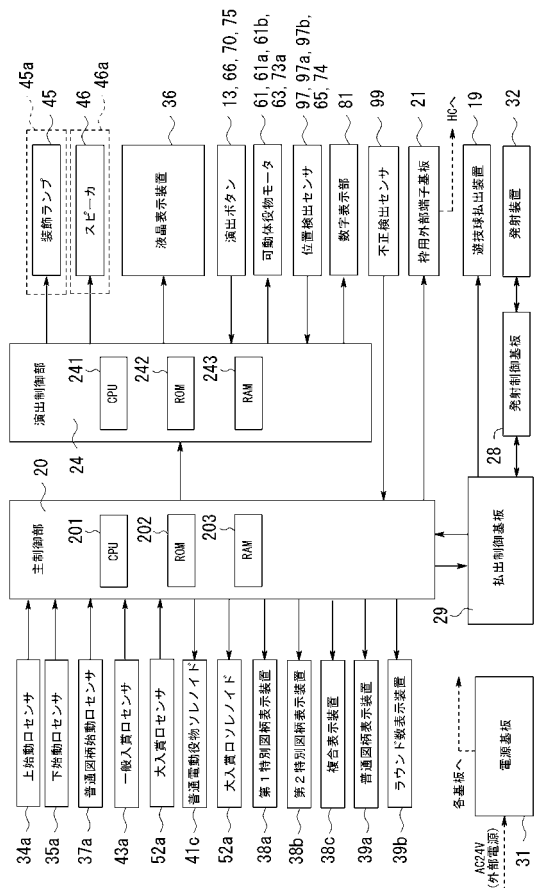 34a
上始動口センサ
35a
下始動口センサ
37a
普通図柄始動口センサ
43a
一般入賞口センサ
52a
大入賞口センサ
41c
普通電動役物ソレノイド
52a
大入賞口ソレノイド
38a
第1特別図柄表示装置
38b
第2特別図柄表示装置
38c
複合表示装置
39a
普通図柄表示装置
39b
ラウンド数表示装置
20
主制御部
201
CPU
202
ROM
203
RAM
24
演出制御部
241
CPU
242
ROM
243
RAM
45a
45
装飾ランプ
46
46a
スピーカ
36
液晶表示装置
13, 66, 70, 75
演出ボタン
61, 61a, 61b,
63, 73a
可動体役物モータ
97, 97a, 97b,
65, 74
位置検出センサ
81
数字表示部
99
不正検出センサ
21
枠用外部端子基板
HCへ
19
遊技球払出装置
32
発射装置
28
発射制御基板
29
払出制御基板
31
電源基板
各基板へ
AC24V
(外部電源)